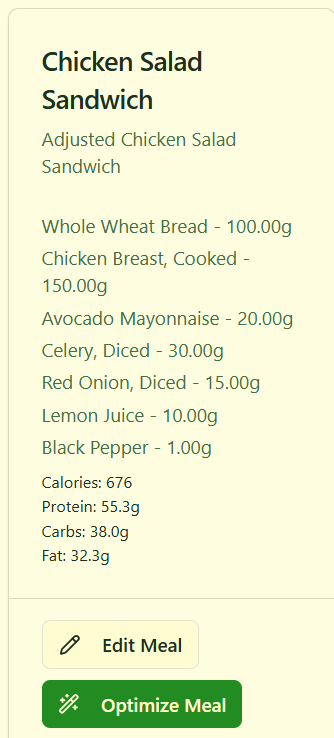 Chicken Salad
Sandwich
Adjusted Chicken Salad
Sandwich
Whole Wheat Bread - 100.00g
Chicken Breast, Cooked -
150.00g
Avocado Mayonnaise - 20.00g
Celery, Diced - 30.00g
Red Onion, Diced - 15.00g
Lemon Juice - 10.00g
Black Pepper - 1.00g
Calories: 676
Protein: 55.3g
Carbs: 38.0g
Fat: 32.3g
Edit Meal
Optimize Meal